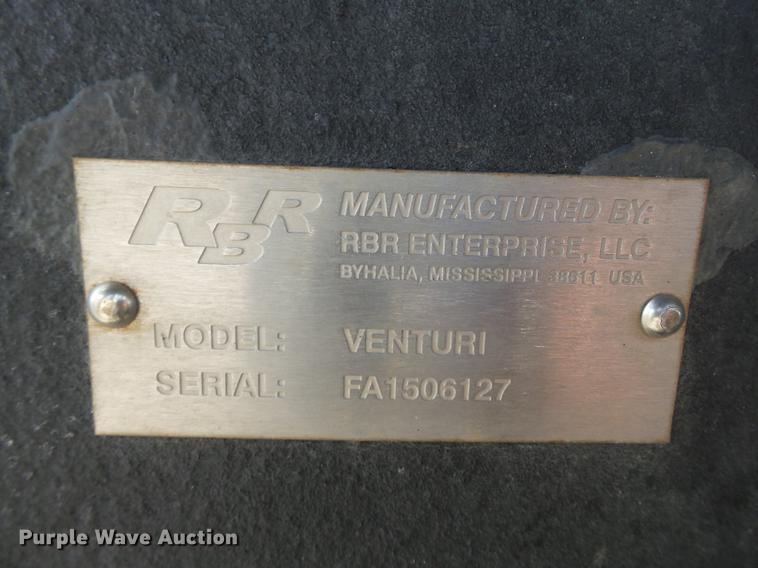 RBR
MANUFACTURED BY:
RBR ENTERPRISE, LLC
BYHALIA, MISSISSIPPI 38611 USA
MODEL: VENTURI
SERIAL: FA1506127
Purple Wave Auction